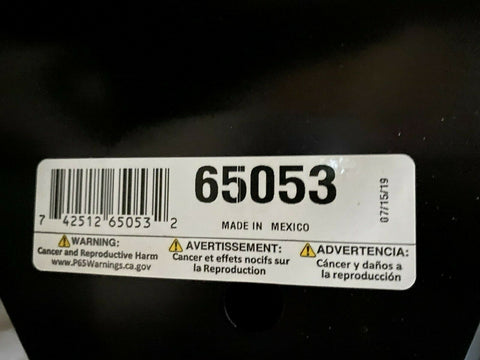 65053
07/15/19
7 42512 65053 2
MADE IN MEXICO
WARNING:
Cancer and Reproductive Harm
www.P65Warnings.ca.gov
AVERTISSEMENT:
Cancer et effets nocifs sur
la Reproduction
ADVERTENCIA:
Cáncer y daños a
la reproducción